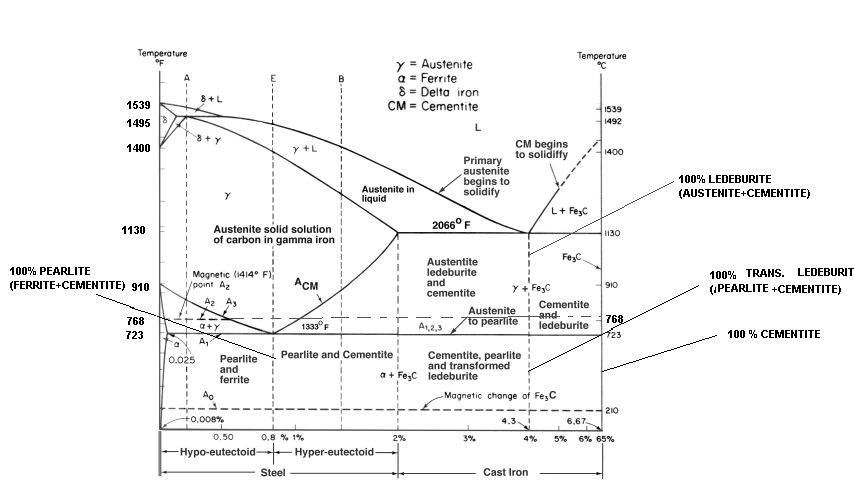 Temperature
°F
Temperature
°C
γ = Austenite
α = Ferrite
δ = Delta iron
CM = Cementite
A
E
B
1539
1495
1400
1130
910
768
723
1539
1492
1400
1130
910
768
723
210
δ + L
δ
δ + γ
γ + L
L
γ
CM begins
to solidiffy
Primary
austenite
begins to
solidify
Austenite in
liquid
L + Fe3C
100% LEDEBURITE
(AUSTENITE+CEMENTITE)
2066° F
Austenite solid solution
of carbon in gamma iron
Fe3C
100% PEARLITE
(FERRITE+CEMENTITE)
Magnetic (1414° F)
point A2
ACM
Austenite
ledeburite
and
cementite
γ + Fe3C
100% TRANS. LEDEBURIT
(PEARLITE +CEMENTITE)
A2
A3
α+γ
1333° F
Austenite
to pearlite
Cementite
and
ledeburite
A1,2,3
A1
α
0.025
Pearlite
and
ferrite
Pearlite and Cementite
Cementite, pearlite
and transformed
ledeburite
α + Fe3C
100 % CEMENTITE
A0
Magnetic change of Fe3C
0,008%
4.3
6,67
0.50
0,8
% 1%
2%
3%
4%
5%
6% 65%
Hypo-eutectoid
Hyper-eutectoid
Steel
Cast Iron